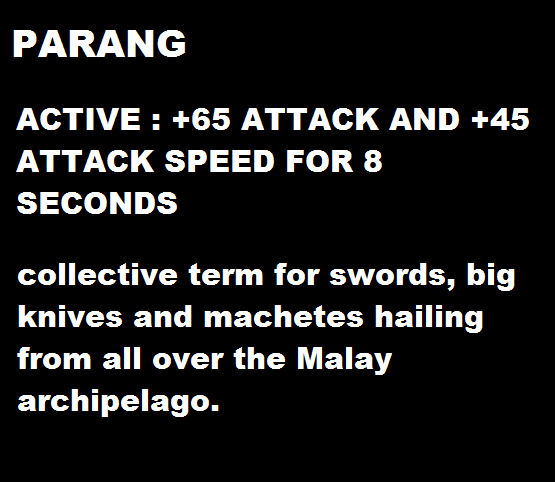 PARANG
ACTIVE : +65 ATTACK AND +45
ATTACK SPEED FOR 8
SECONDS
collective term for swords, big
knives and machetes hailing
from all over the Malay
archipelago.